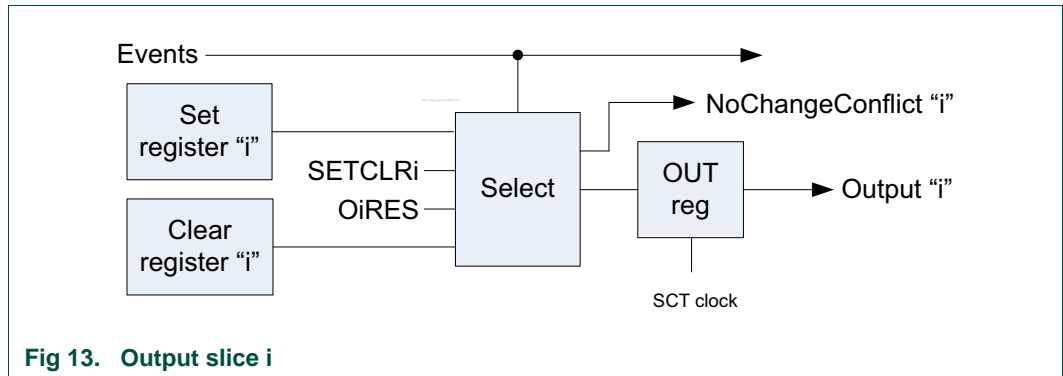 Events
Set
register “i”
NoChangeConflict “i”
SETCLRi
OiRES
Select
OUT
reg
Output “i”
Clear
register “i”
SCT clock
Fig 13. Output slice i